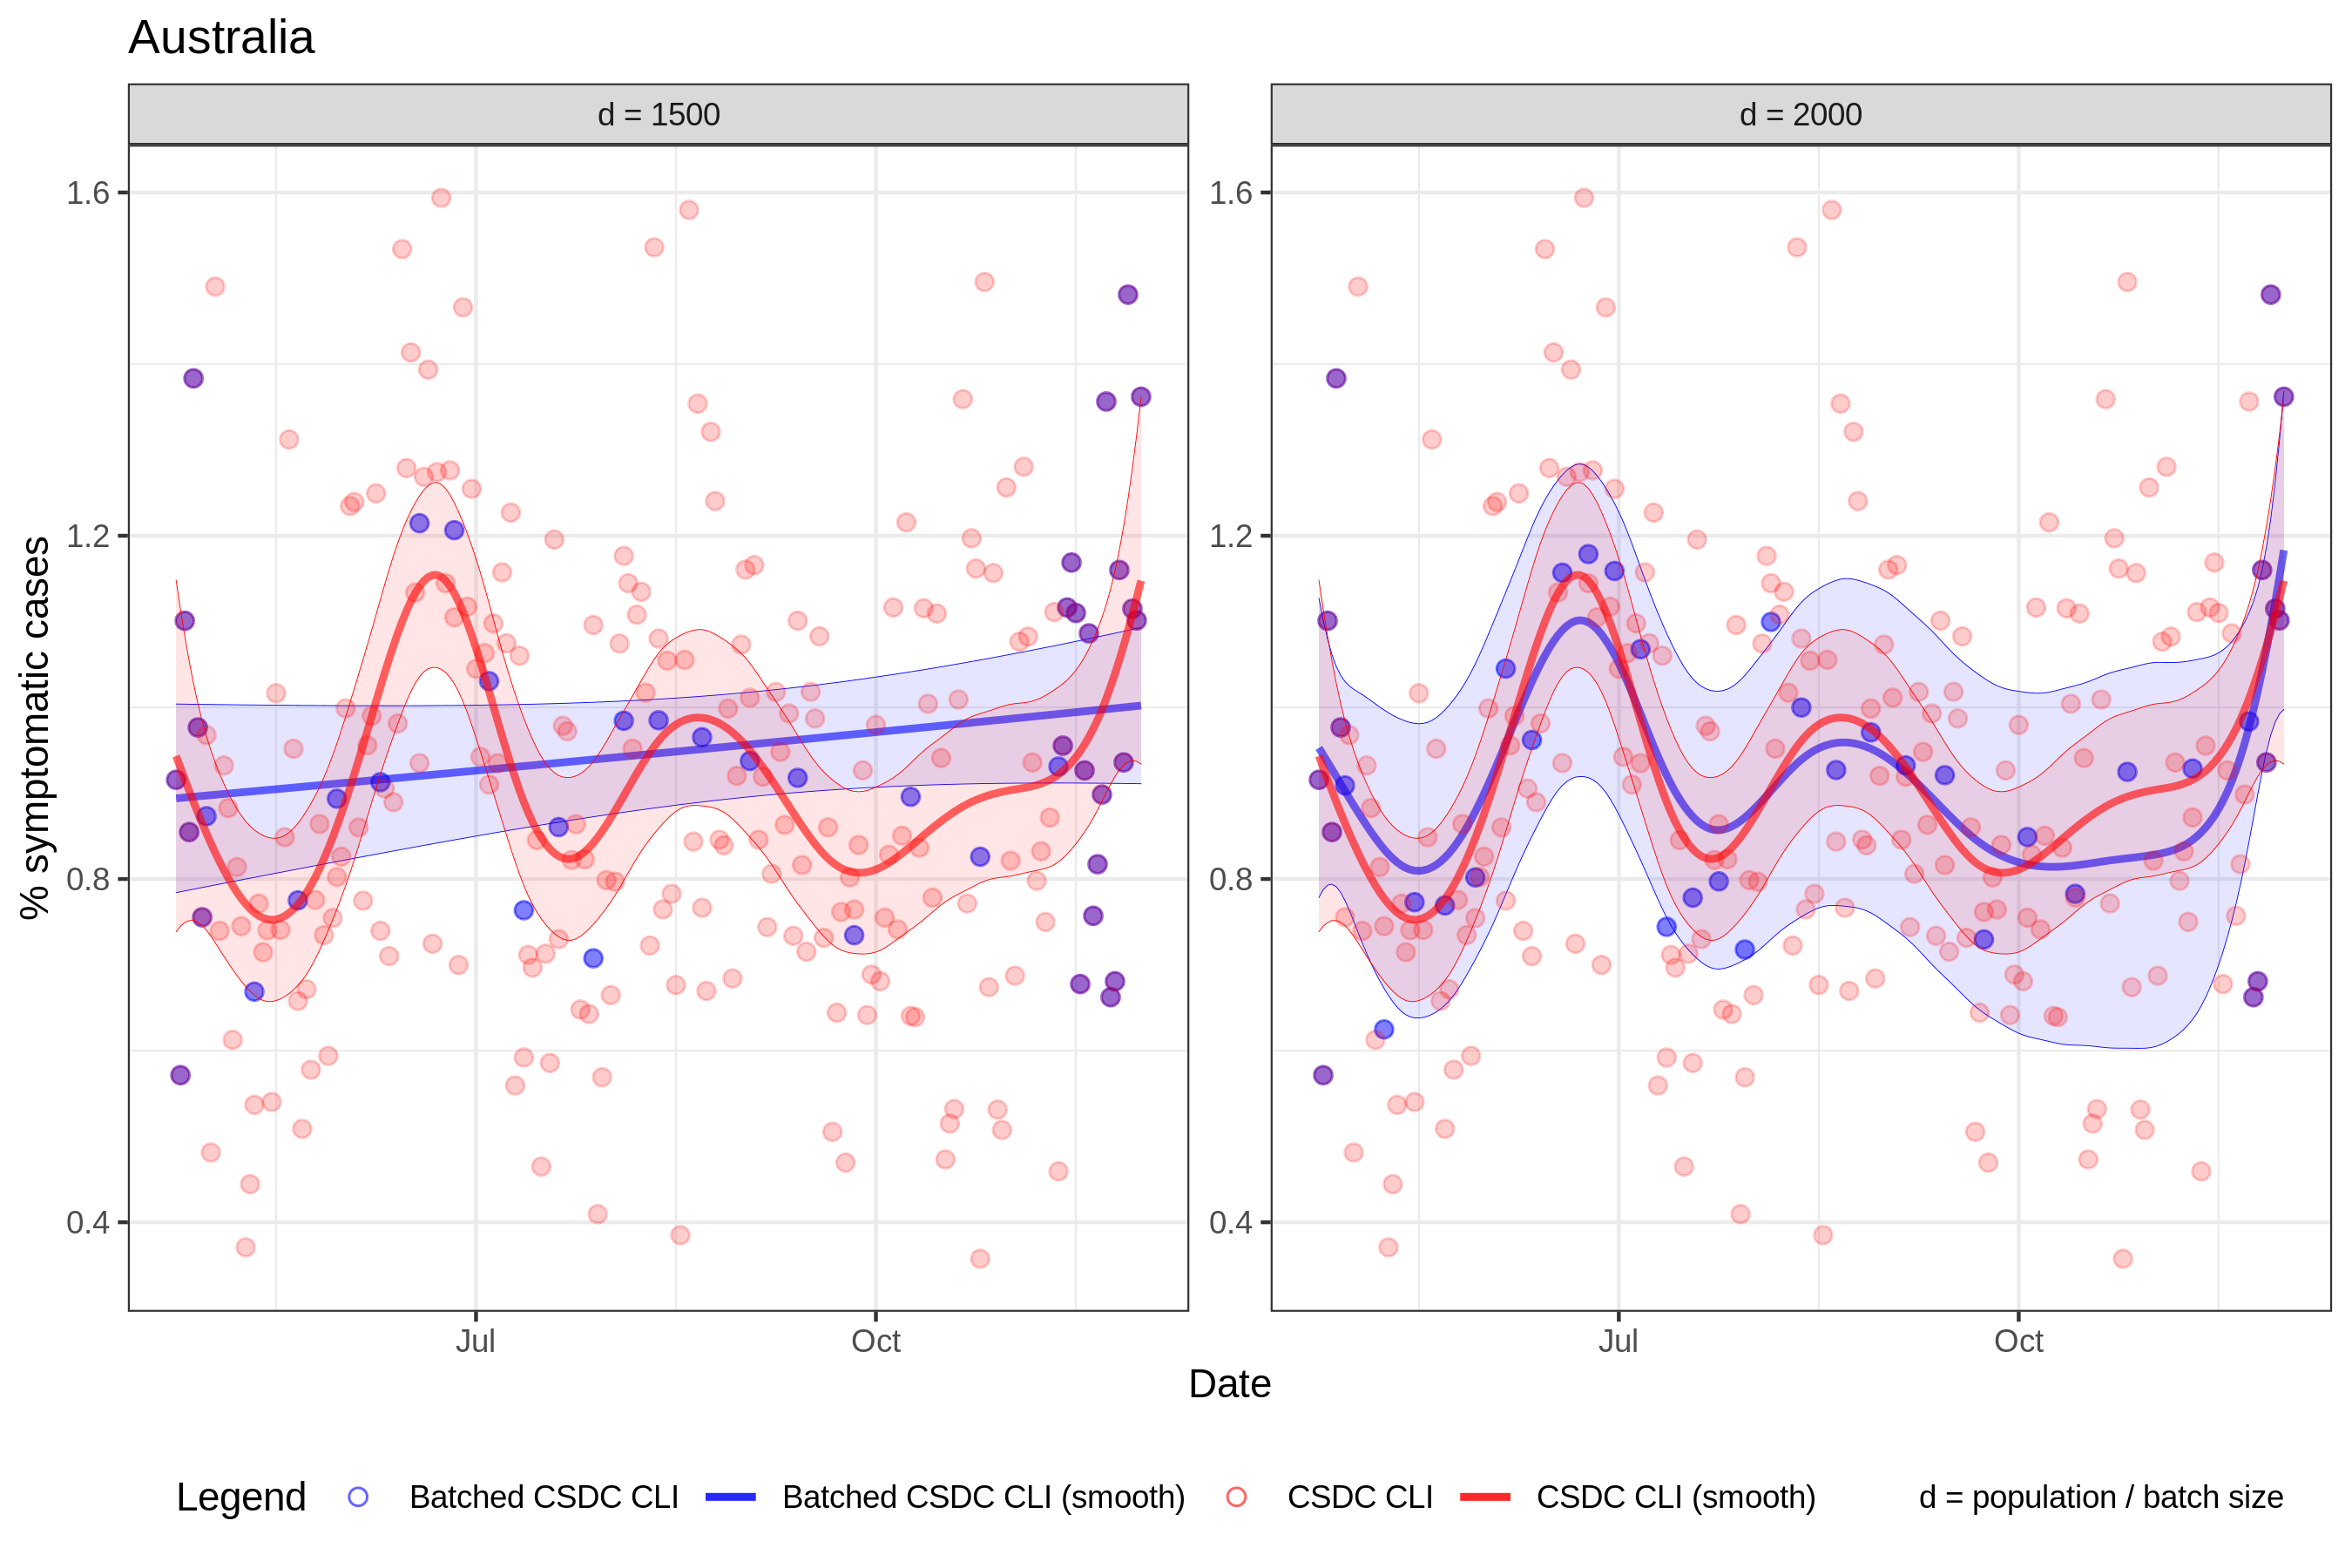 Australia
d = 1500
d = 2000
% symptomatic cases
1.6
1.2
0.8
0.4
1.6
1.2
0.8
0.4
Jul
Oct
Jul
Oct
Date
Legend
Batched CSDC CLI
Batched CSDC CLI (smooth)
CSDC CLI
CSDC CLI (smooth)
d = population / batch size